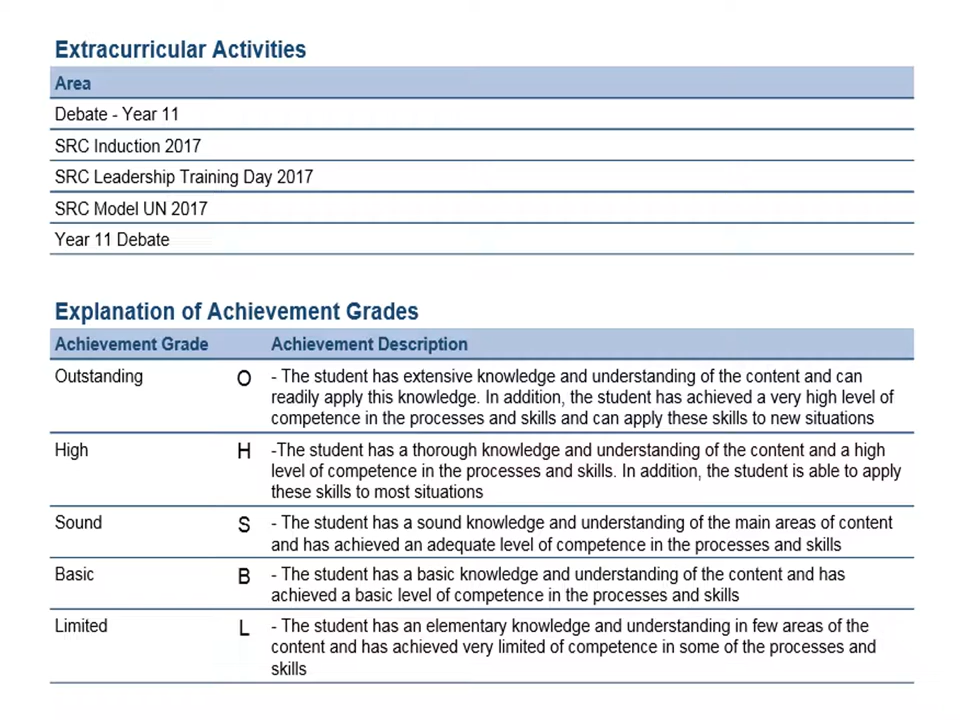 Extracurricular Activities
Area
Debate - Year 11
SRC Induction 2017
SRC Leadership Training Day 2017
SRC Model UN 2017
Year 11 Debate
Explanation of Achievement Grades
Achievement Grade Achievement Description
Outstanding O - The student has extensive knowledge and understanding of the content and can
readily apply this knowledge. In addition, the student has achieved a very high level of
competence in the processes and skills and can apply these skills to new situations
High H -The student has a thorough knowledge and understanding of the content and a high
level of competence in the processes and skills. In addition, the student is able to apply
these skills to most situations
Sound S - The student has a sound knowledge and understanding of the main areas of content
and has achieved an adequate level of competence in the processes and skills
Basic B - The student has a basic knowledge and understanding of the content and has
achieved a basic level of competence in the processes and skills
Limited L - The student has an elementary knowledge and understanding in few areas of the
content and has achieved very limited of competence in some of the processes and
skills